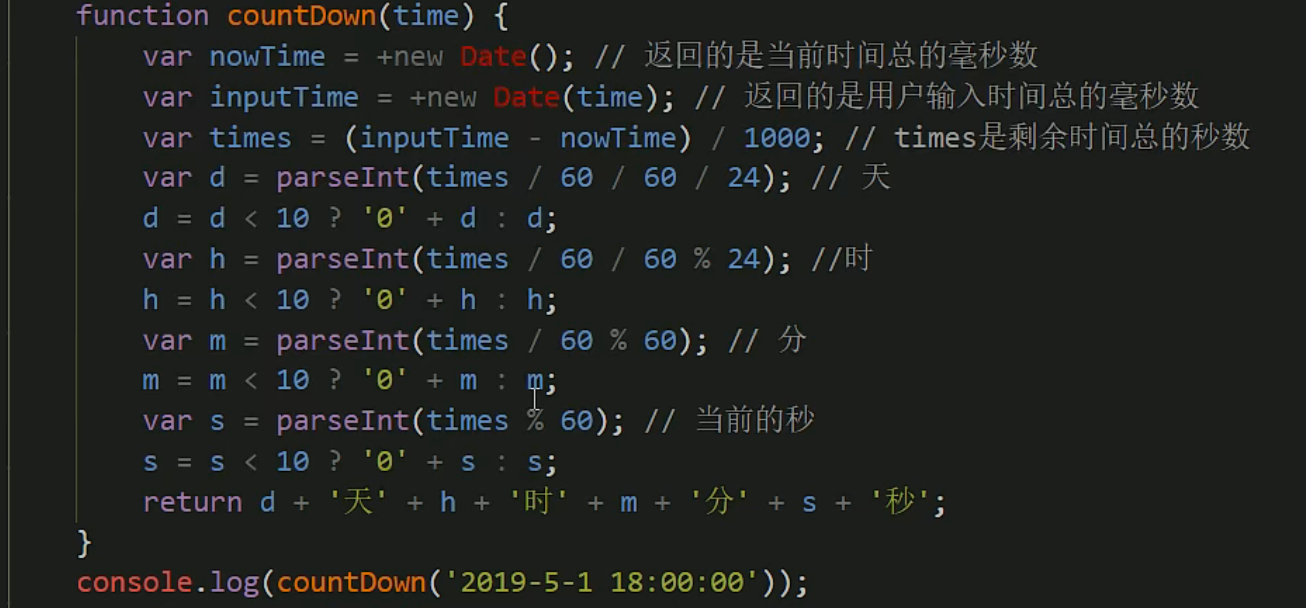 function countDown(time) {
var nowTime = +new Date(); // 返回的是当前时间总的毫秒数
var inputTime = +new Date(time); // 返回的是用户输入时间总的毫秒数
var times = (inputTime - nowTime) / 1000; // times是剩余时间总的秒数
var d = parseInt(times / 60 / 60 / 24); // 天
d = d < 10 ? '0' + d : d;
var h = parseInt(times / 60 / 60 % 24); //时
h = h < 10 ? '0' + h : h;
var m = parseInt(times / 60 % 60); // 分
m = m < 10 ? '0' + m : m;
var s = parseInt(times % 60); // 当前的秒
s = s < 10 ? '0' + s : s;
return d + '天' + h + '时' + m + '分' + s + '秒';
}
console.log(countDown('2019-5-1 18:00:00'));